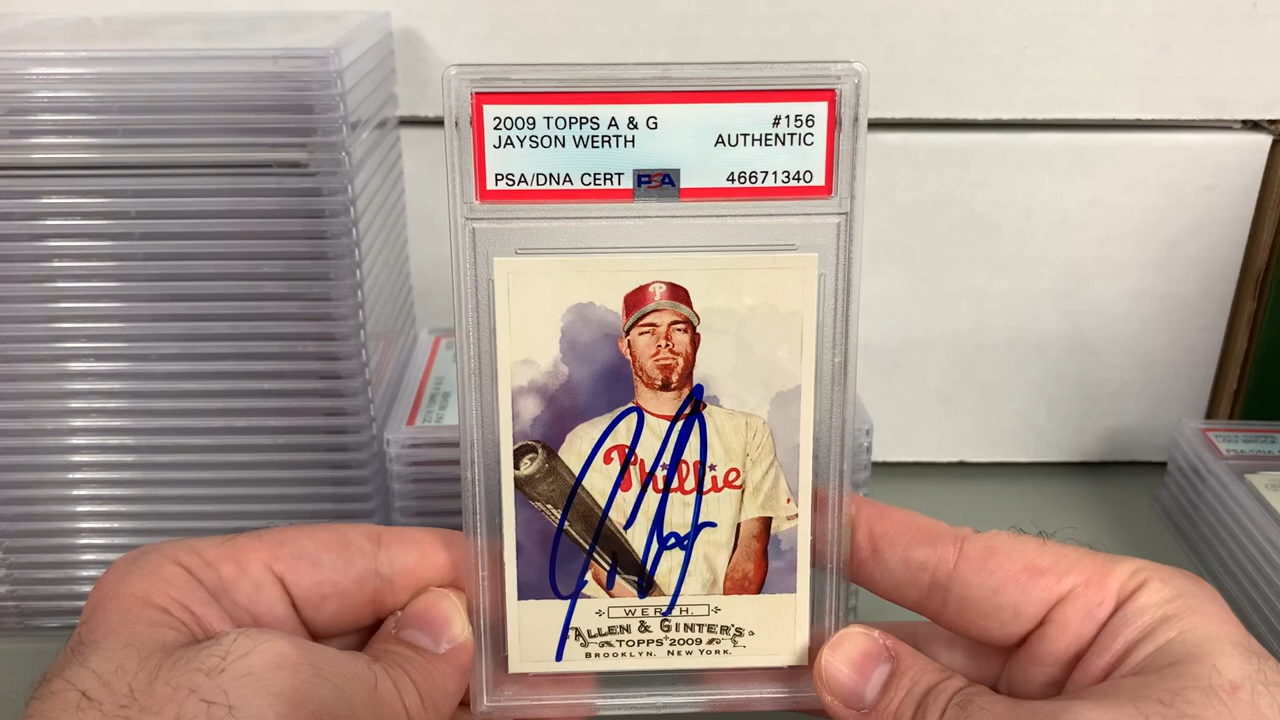 2009 TOPPS A & G #156
JAYSON WERTH AUTHENTIC
PSA/DNA CERT PSA 46671340
P
Phillie
WERTH.
ALLEN & GINTER'S
TOPPS 2009
BROOKLYN. NEW YORK.